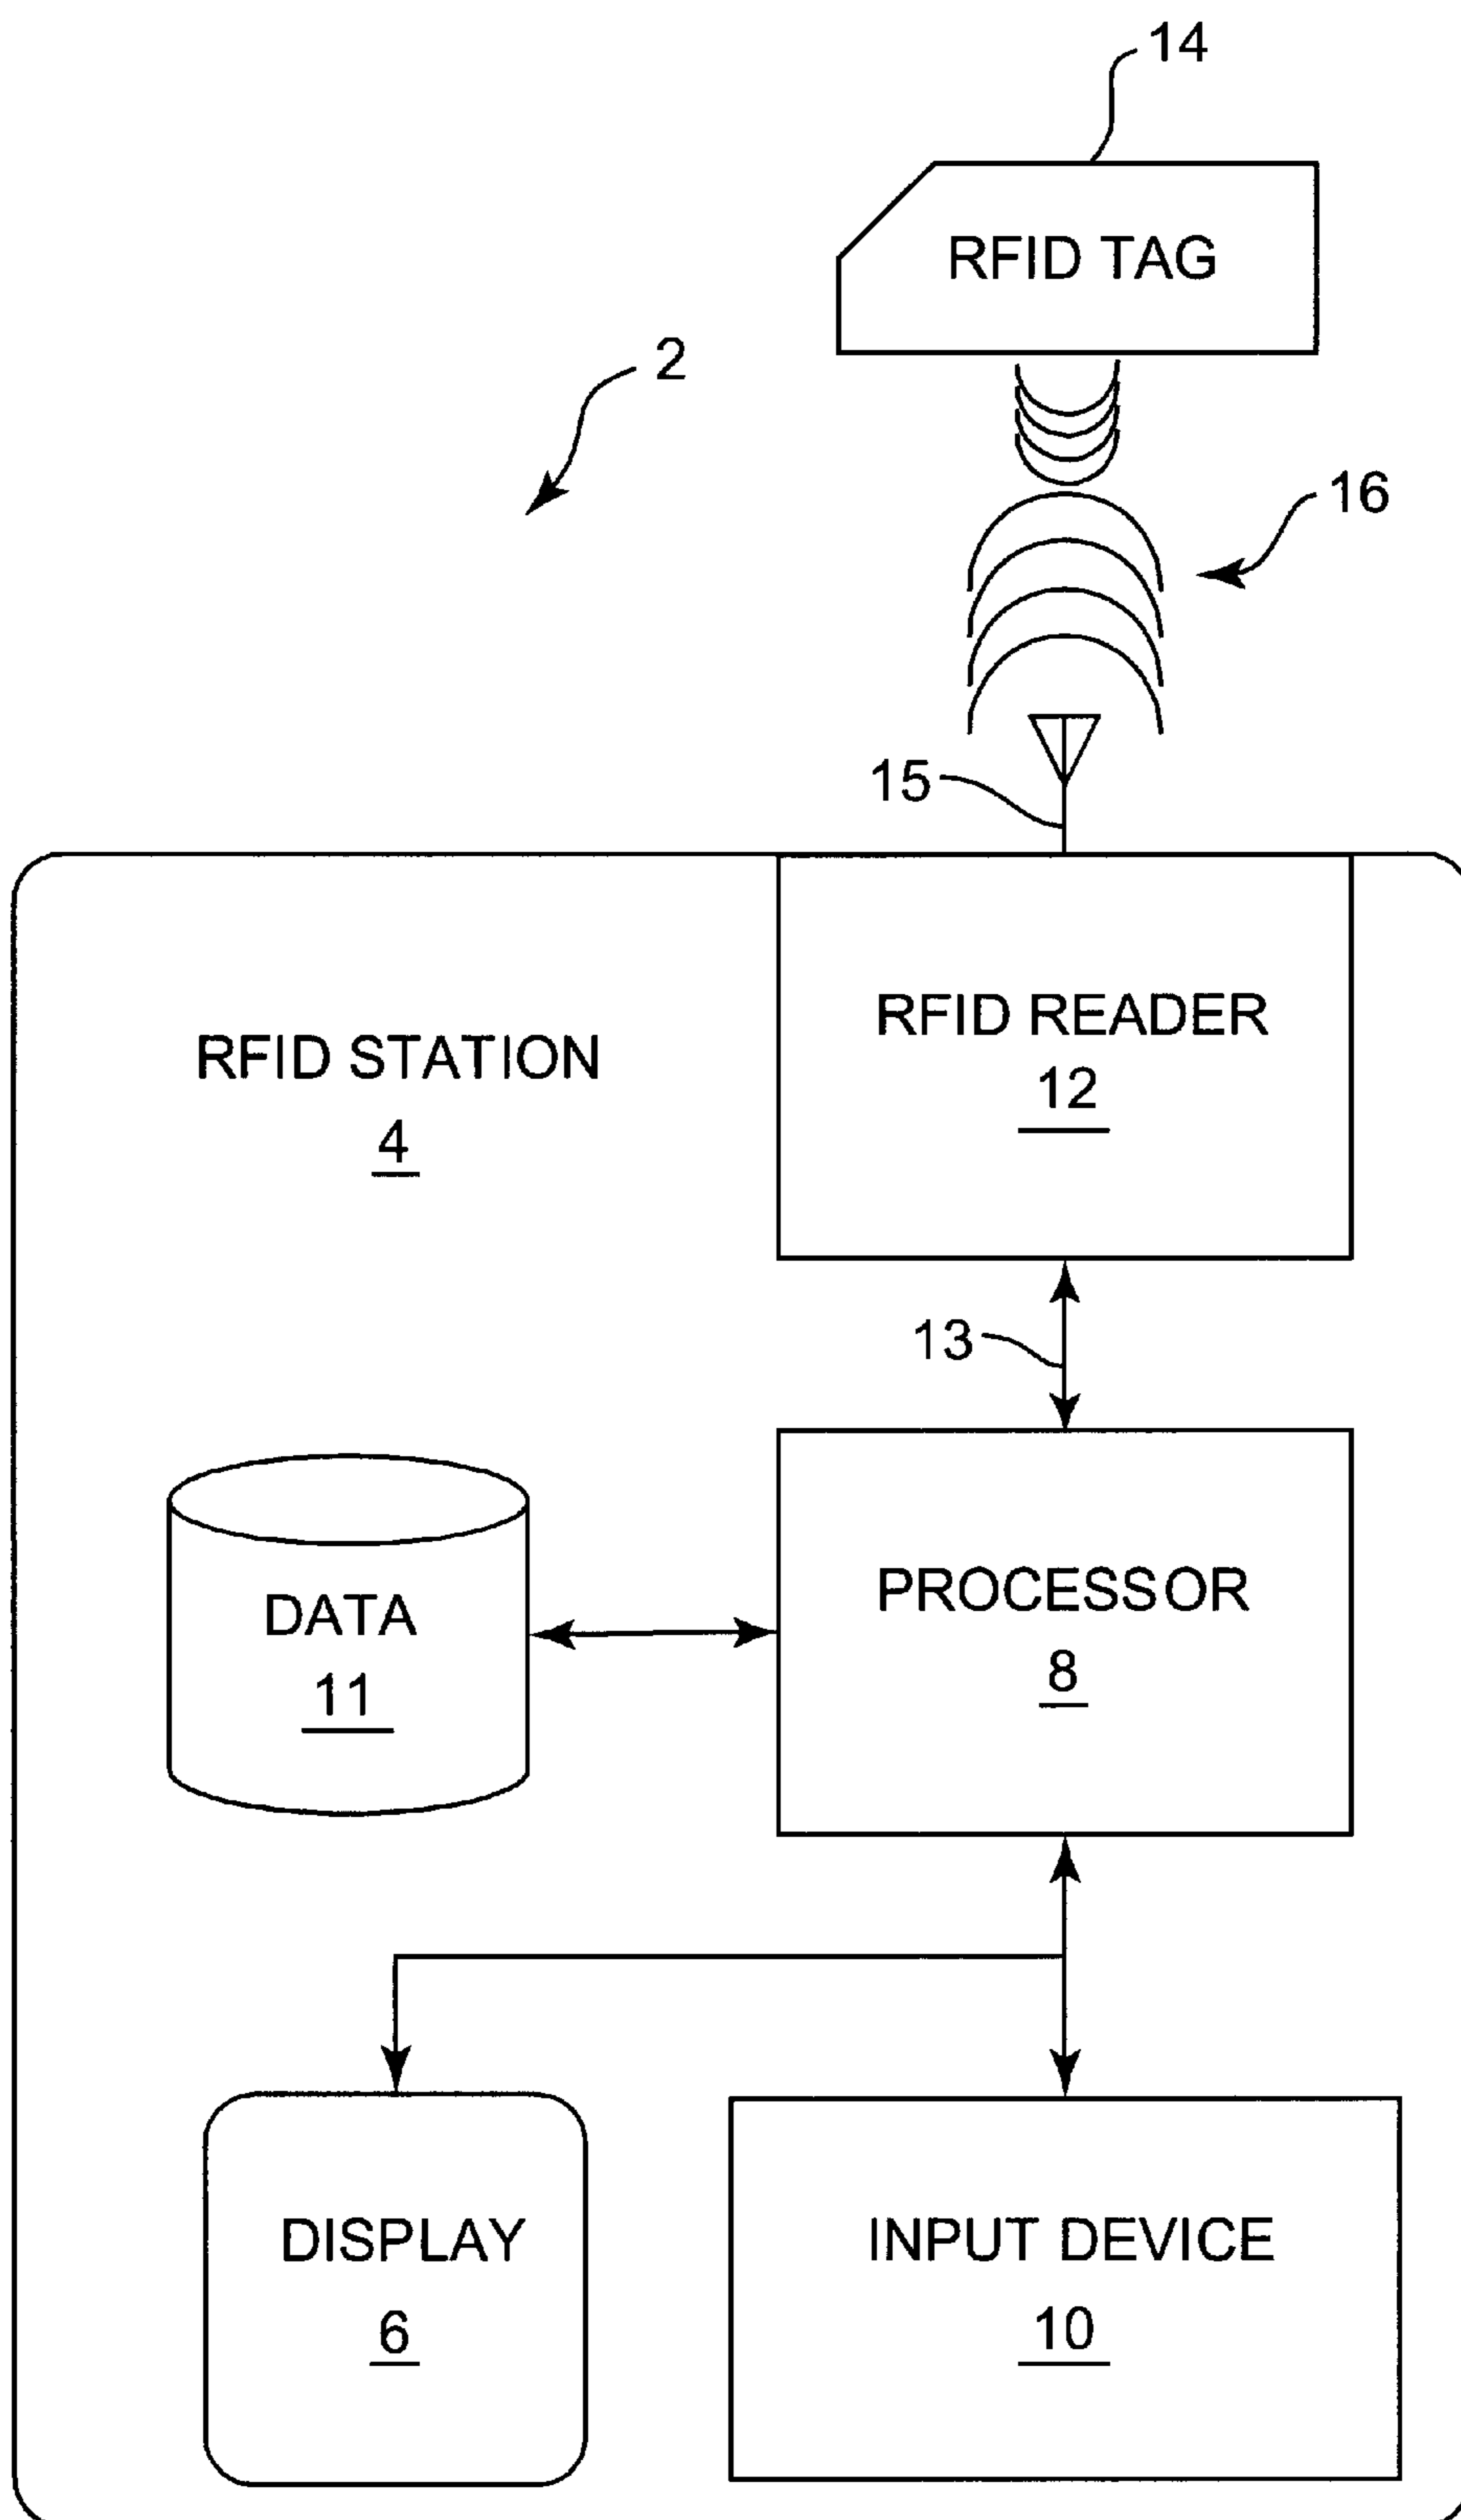 14
RFID TAG
2
16
15
RFID READER
12
RFID STATION
4
13
PROCESSOR
8
DATA
11
DISPLAY
6
INPUT DEVICE
10